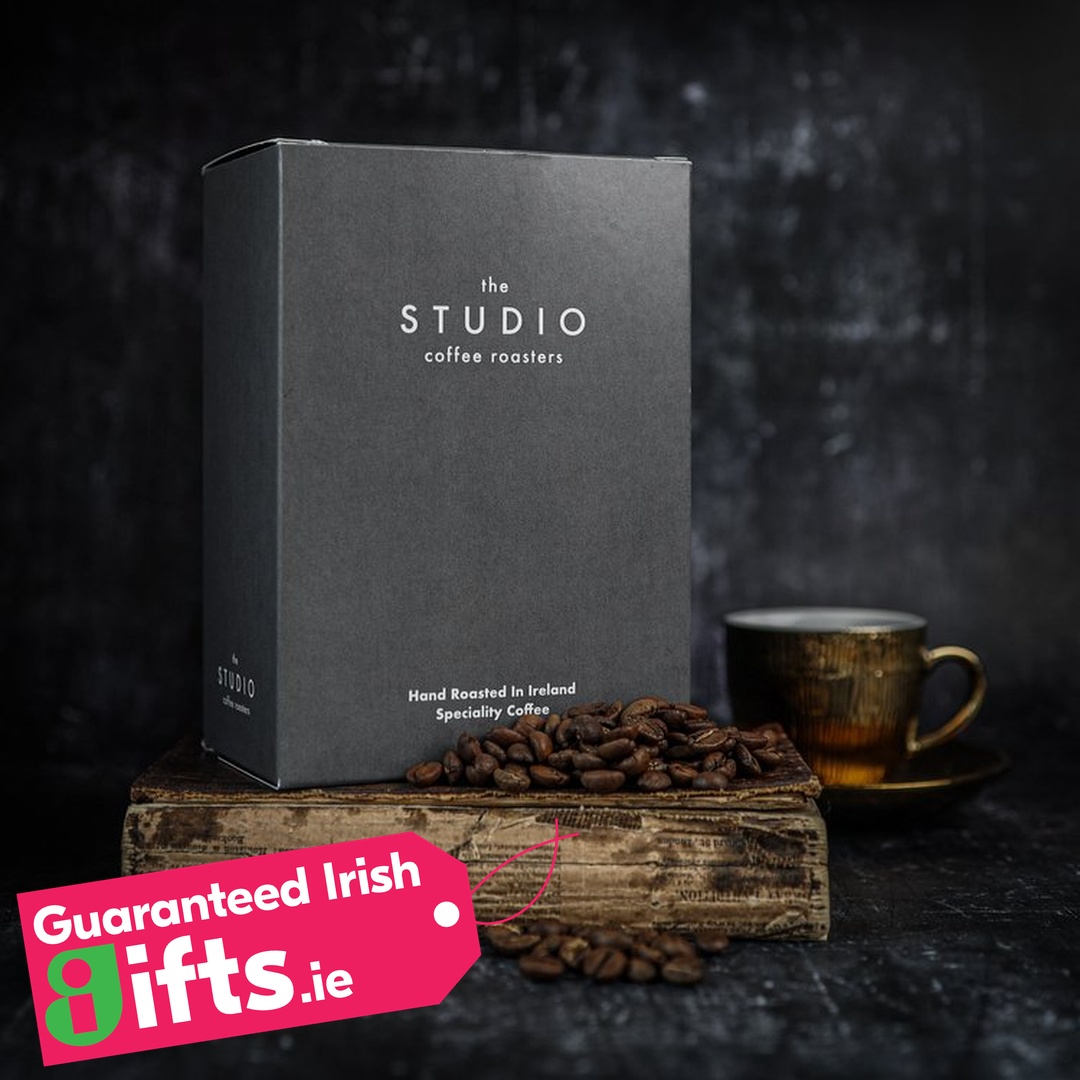 the
STUDIO
coffee roasters
the
STUDIO
coffee roasters
Hand Roasted In Ireland
Speciality Coffee
Guaranteed Irish
gifts.ie